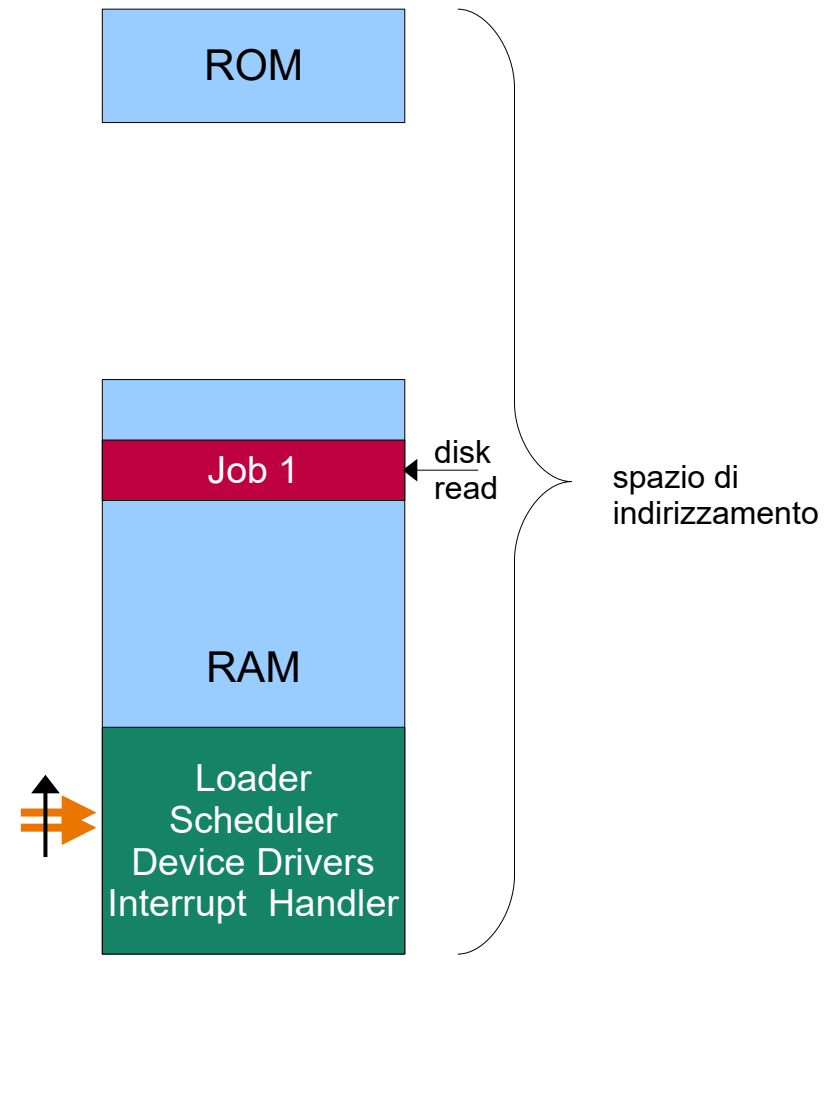 ROM
Job 1
disk
read
spazio di
indirizzamento
RAM
Loader
Scheduler
Device Drivers
Interrupt  Handler